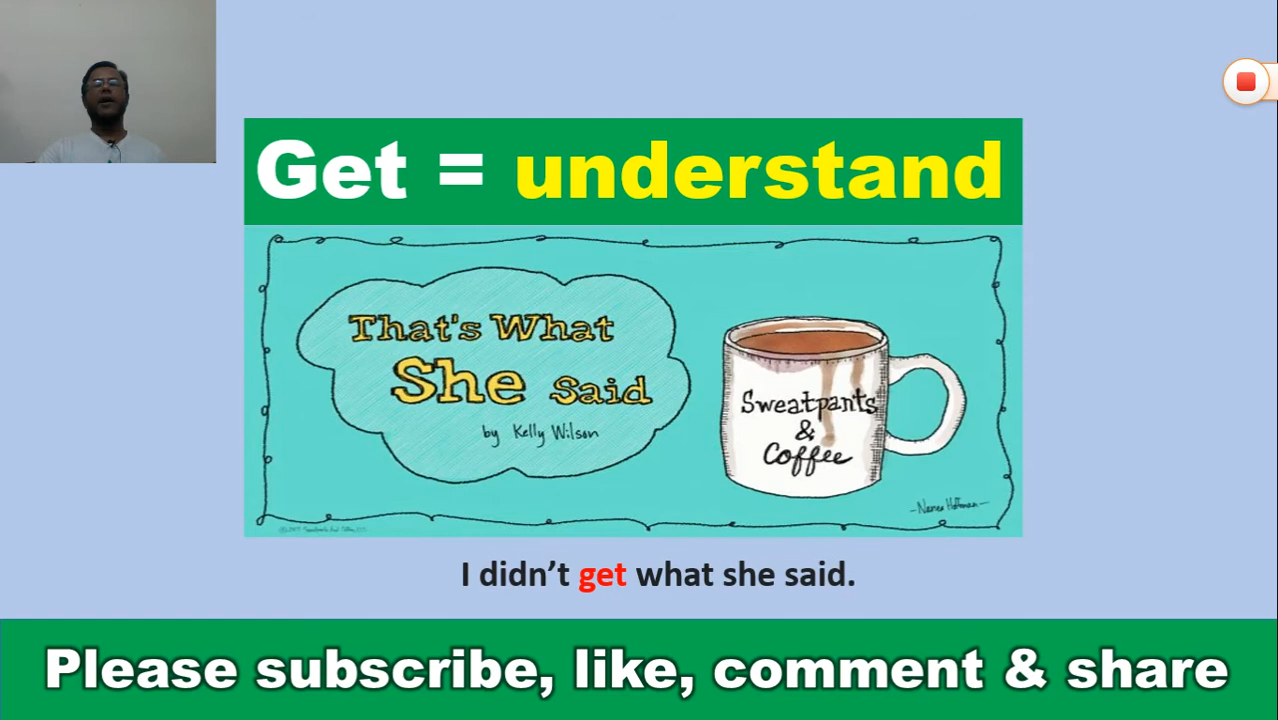 Get = understand
That's What
She Said
by Kelly Wilson
Sweatpants
&
Coffee
I didn't get what she said.
Please subscribe, like, comment & share